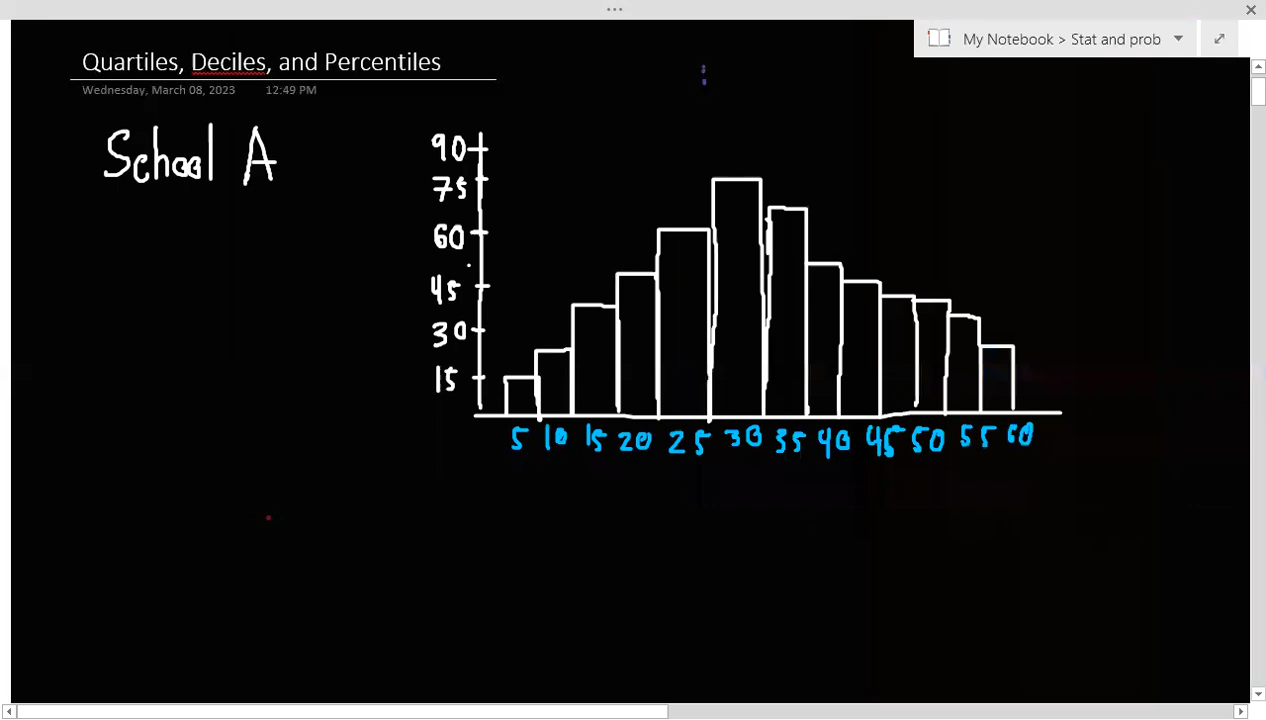 My Notebook > Stat and prob
Quartiles, Deciles, and Percentiles
Wednesday, March 08, 2023 12:49 PM
School A
90
75
60
45
30
15
5 10 15 20 25 30 35 40 45 50 55 60